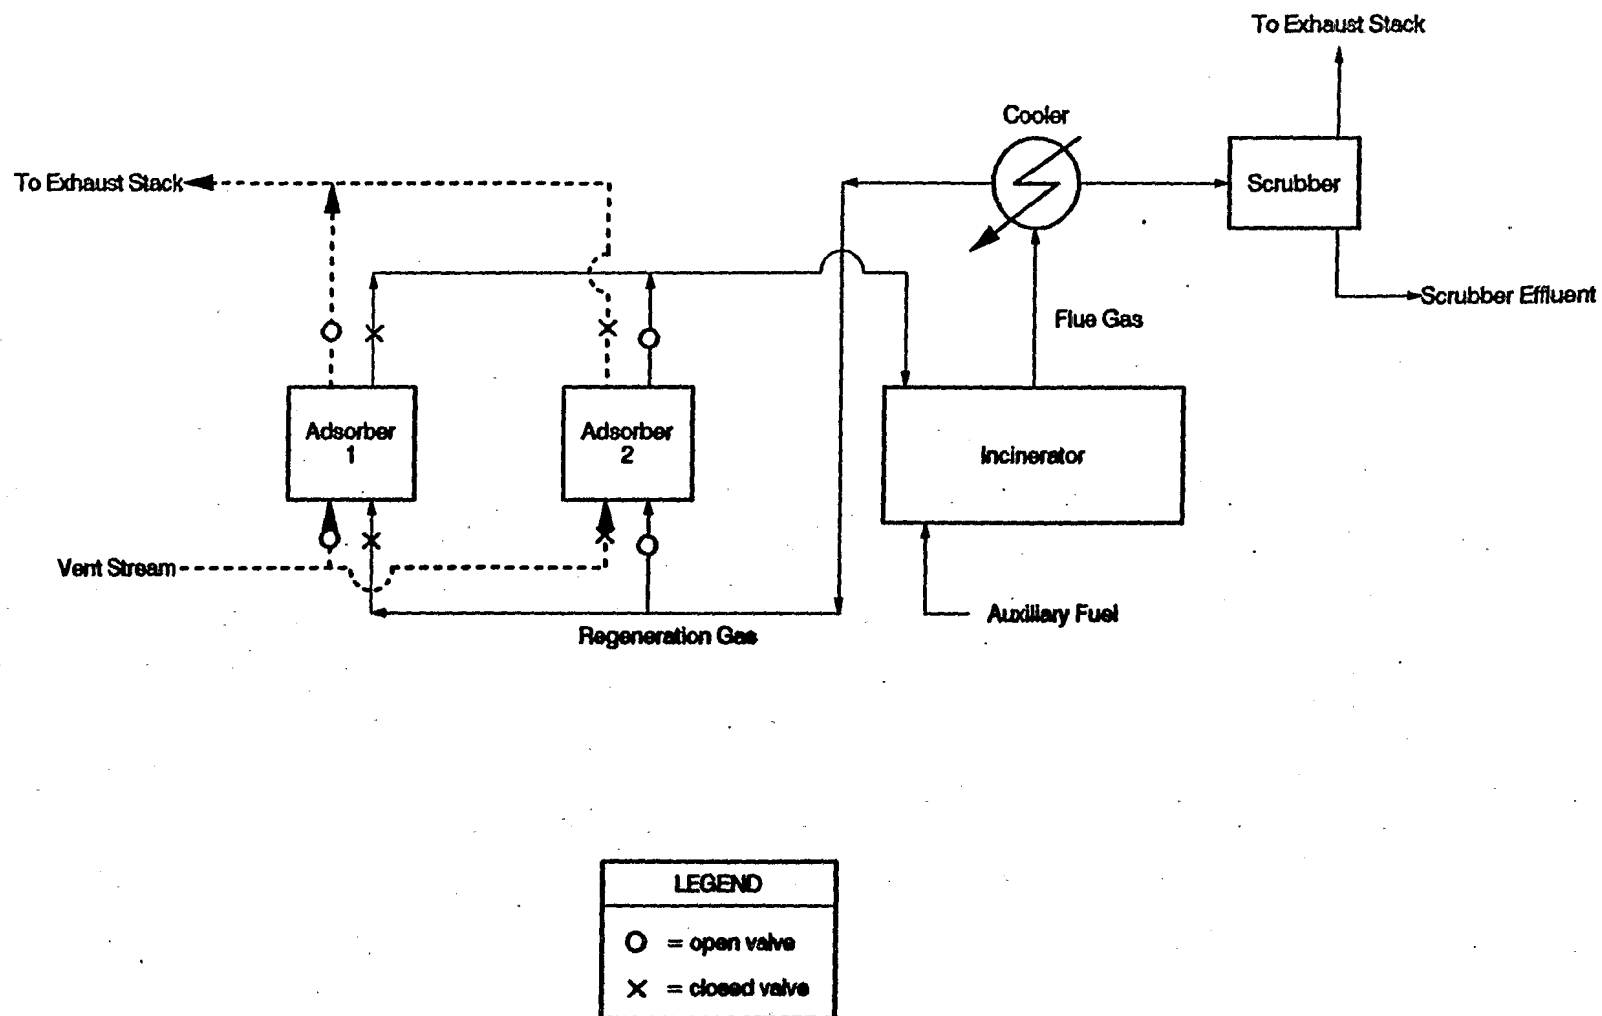 To Exhaust Stack
Cooler
To Exhaust Stack
Scrubber
Scrubber Effluent
Flue Gas
Adsorber
1
Adsorber
2
Incinerator
Vent Stream
Auxiliary Fuel
Regeneration Gas
LEGEND
O = open valve
X = closed valve